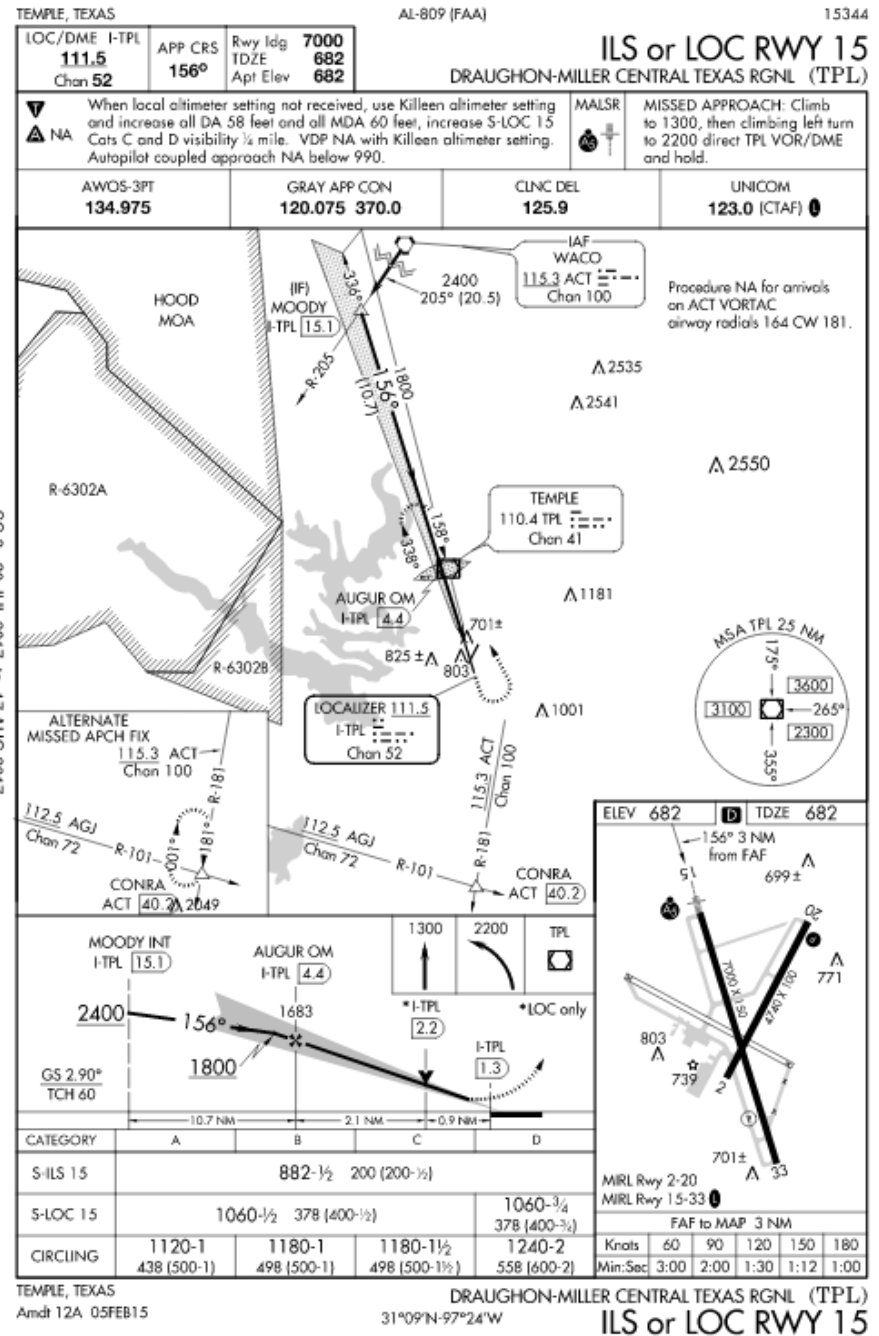 TEMPLE, TEXAS AL-809 (FAA) 15344
LOC/DME I-TPL
111.5
Chan 52
APP CRS
156°
Rwy ldg 7000
TDZE 682
Apt Elev 682
ILS or LOC RWY 15
DRAUGHON-MILLER CENTRAL TEXAS RGNL (TPL)
T
A NA
When local altimeter setting not received, use Killeen altimeter setting
and increase all DA 58 feet and all MDA 60 feet, increase S-LOC 15
Cats C and D visibility ¼ mile. VDP NA with Killeen altimeter setting.
Autopilot coupled approach NA below 990.
MALSR
A5
MISSED APPROACH: Climb
to 1300, then climbing left turn
to 2200 direct TPL VOR/DME
and hold.
AWOS-3PT
134.975
GRAY APP CON
120.075 370.0
CLNC DEL
125.9
UNICOM
123.0 (CTAF) L
IAF
WACO
115.3 ACT
Chan 100
2400
205° (20.5)
Procedure NA for arrivals
on ACT VORTAC
airway radials 164 CW 181.
HOOD
MOA
(IF)
MOODY
I-TPL 15.1
336°
R-205
156°
(10.7)
1800
2535
2541
2550
R-6302A
TEMPLE
110.4 TPL
Chan 41
158°
338°
AUGUR OM
I-TPL 4.4
1181
701±
825±
803
R-6302B
LOCALIZER 111.5
I-TPL
Chan 52
1001
MSA TPL 25 NM
175°
3600
3100
265°
2300
355°
ALTERNATE
MISSED APCH FIX
115.3 ACT
Chan 100
R-181
112.5 AGJ
Chan 72
R-101
001°
181°
CONRA
ACT 40.2
2049
115.3 ACT
Chan 100
R-181
112.5 AGJ
Chan 72
R-101
CONRA
ACT 40.2
ELEV 682 D TDZE 682
156° 3 NM
from FAF
699±
15
A5
20
771
7000 X 150
4740 X 100
803
739
2
701±
33
MIRL Rwy 2-20
MIRL Rwy 15-33 L
FAF to MAP 3 NM
Knots 60 90 120 150 180
Min:Sec 3:00 2:00 1:30 1:12 1:00
MOODY INT
I-TPL 15.1
AUGUR OM
I-TPL 4.4
1300
2200
TPL
2400
156°
1683
1800
*I-TPL
2.2
*LOC only
I-TPL
1.3
GS 2.90°
TCH 60
10.7 NM 2.1 NM 0.9 NM
CATEGORY A B C D
S-ILS 15 882-½ 200 (200-½)
S-LOC 15 1060-½ 378 (400-½) 1060-¾
378 (400-¾)
CIRCLING 1120-1 1180-1 1180-1½ 1240-2
438 (500-1) 498 (500-1) 498 (500-1½) 558 (600-2)
TEMPLE, TEXAS
Amdt 12A 05FEB15
31°09'N-97°24'W
DRAUGHON-MILLER CENTRAL TEXAS RGNL (TPL)
ILS or LOC RWY 15